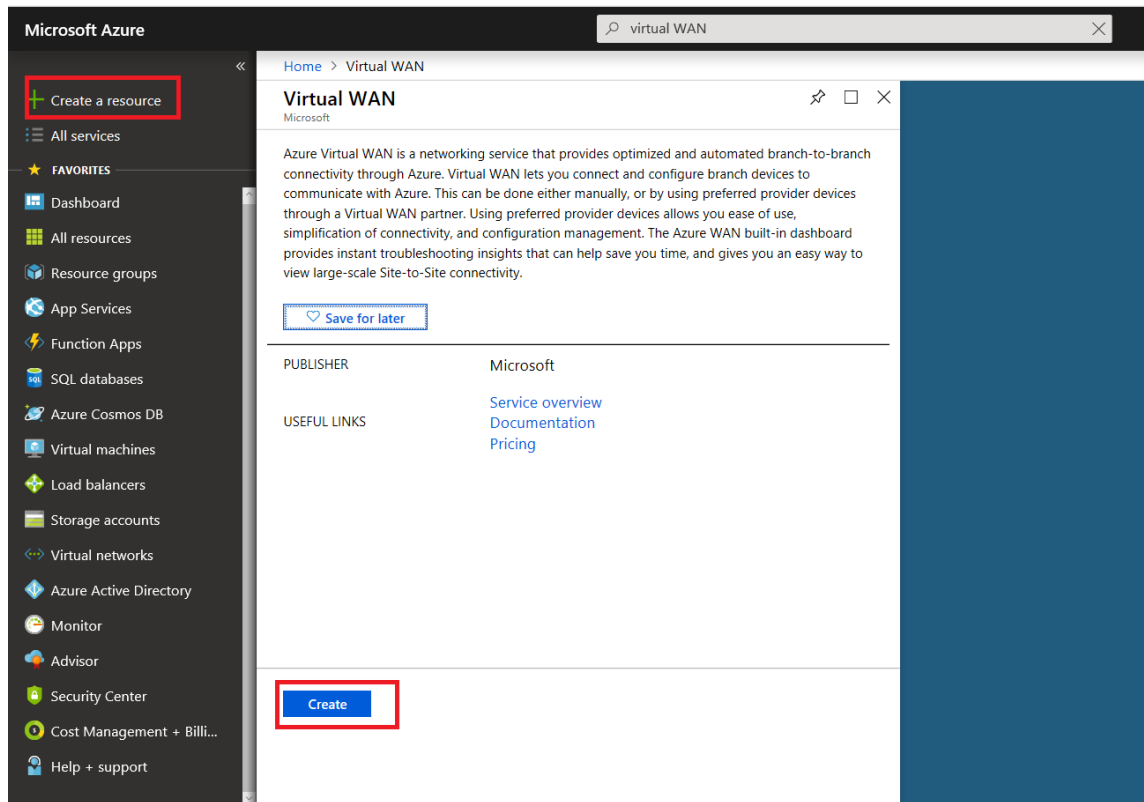 Microsoft Azure
virtual WAN
Create a resource
All services
FAVORITES
Dashboard
All resources
Resource groups
App Services
Function Apps
SQL databases
Azure Cosmos DB
Virtual machines
Load balancers
Storage accounts
Virtual networks
Azure Active Directory
Monitor
Advisor
Security Center
Cost Management + Billi...
Help + support
Home > Virtual WAN
Virtual WAN
Microsoft
Azure Virtual WAN is a networking service that provides optimized and automated branch-to-branch
connectivity through Azure. Virtual WAN lets you connect and configure branch devices to
communicate with Azure. This can be done either manually, or by using preferred provider devices
through a Virtual WAN partner. Using preferred provider devices allows you ease of use,
simplification of connectivity, and configuration management. The Azure WAN built-in dashboard
provides instant troubleshooting insights that can help save you time, and gives you an easy way to
view large-scale Site-to-Site connectivity.
Save for later
PUBLISHER Microsoft
Service overview
USEFUL LINKS Documentation
Pricing
Create